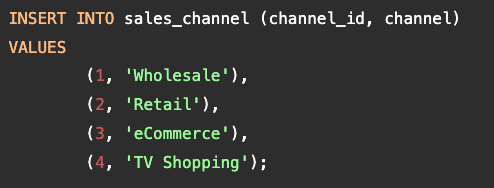 INSERT INTO sales_channel (channel_id, channel)
VALUES
(1, 'Wholesale'),
(2, 'Retail'),
(3, 'eCommerce'),
(4, 'TV Shopping');